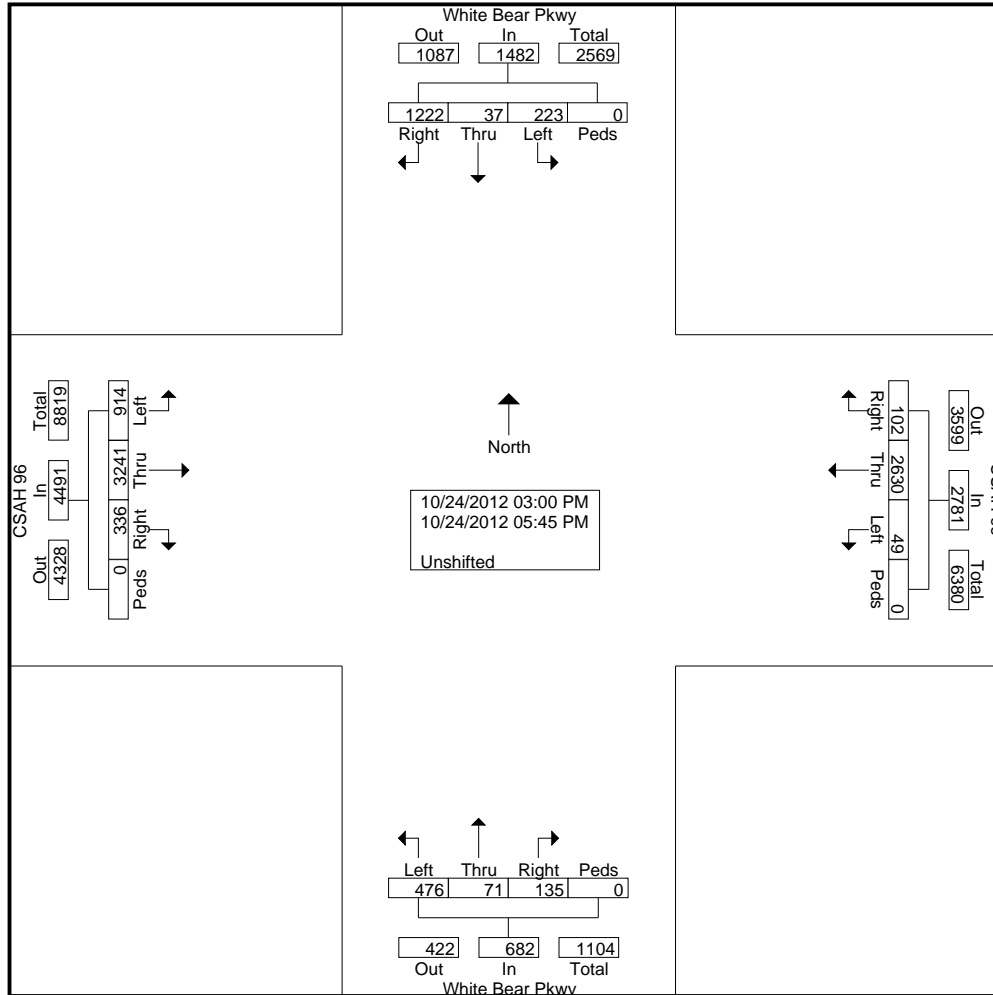 White Bear Pkwy
Out In Total
1087 1482 2569
1222 37 223 0
Right Thru Left Peds
CSAH 96
Total In Out
8819 4491 4328
914 3241 336 0
Left Thru Right Peds
North
10/24/2012 03:00 PM
10/24/2012 05:45 PM
Unshifted
Out In Total
3599 2781 6380
102 2630 49 0
Right Thru Left Peds
Left Thru Right Peds
476 71 135 0
422 682 1104
Out In Total
White Bear Pkwy